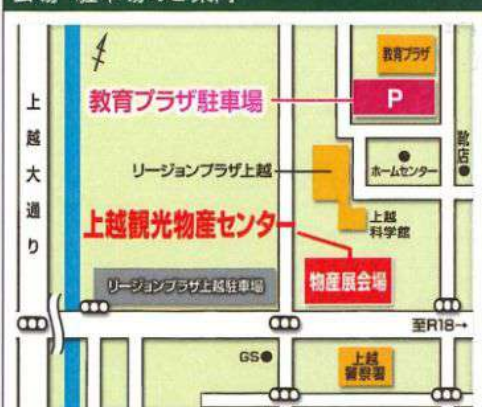 教育プラザ
P
教育プラザ駐車場
上越大通り
リージョンプラザ上越
ホームセンター
靴店
上越
科学館
上越観光物産センター
物産展会場
リージョンプラザ上越駐車場
至R18→
GS
上越
警察署